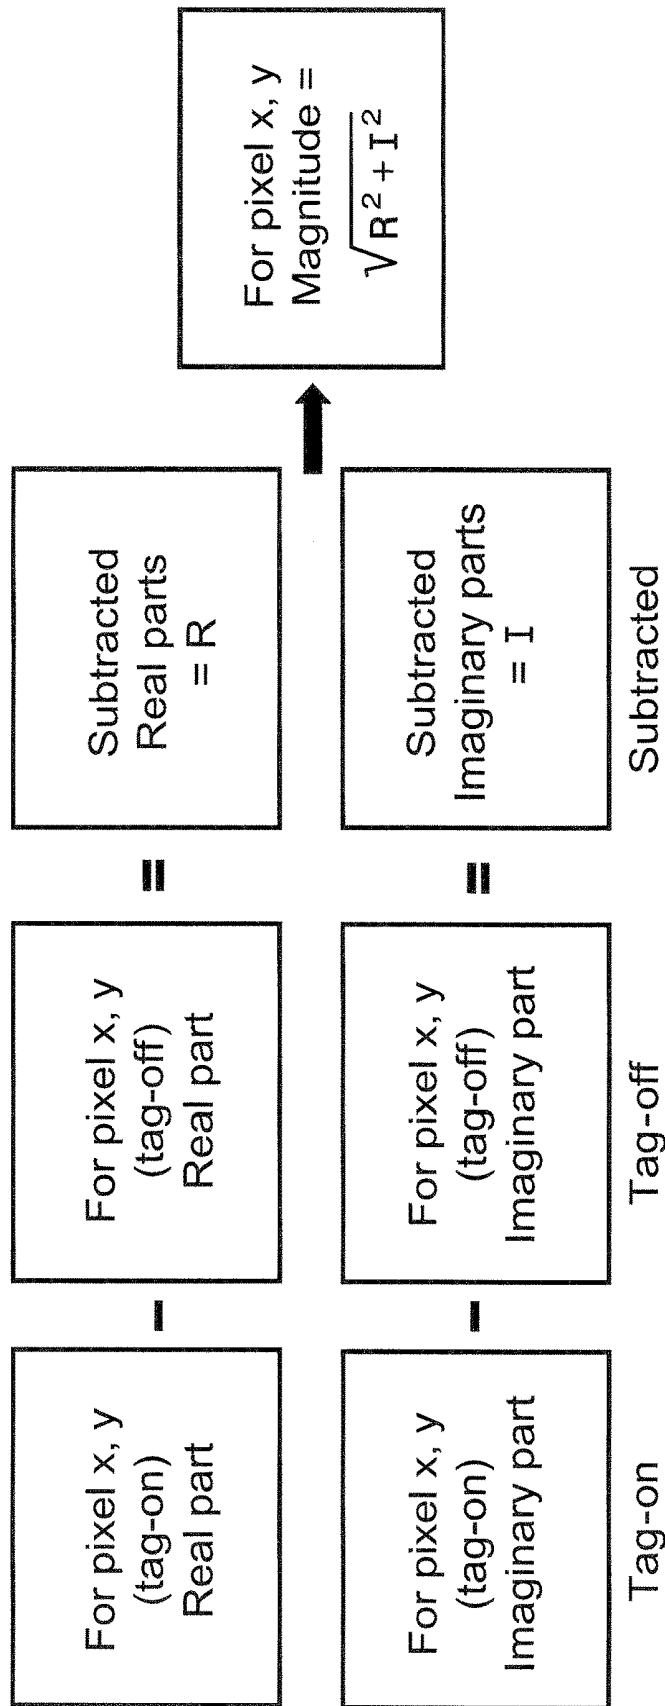 For pixel x, y
(tag-on)
Real part
−
For pixel x, y
(tag-off)
Real part
=
Subtracted
Real parts
= R
For pixel x, y
(tag-on)
Imaginary part
−
For pixel x, y
(tag-off)
Imaginary part
=
Subtracted
Imaginary parts
= I
For pixel x, y
Magnitude =
√R² + I²
Tag-on
Tag-off
Subtracted